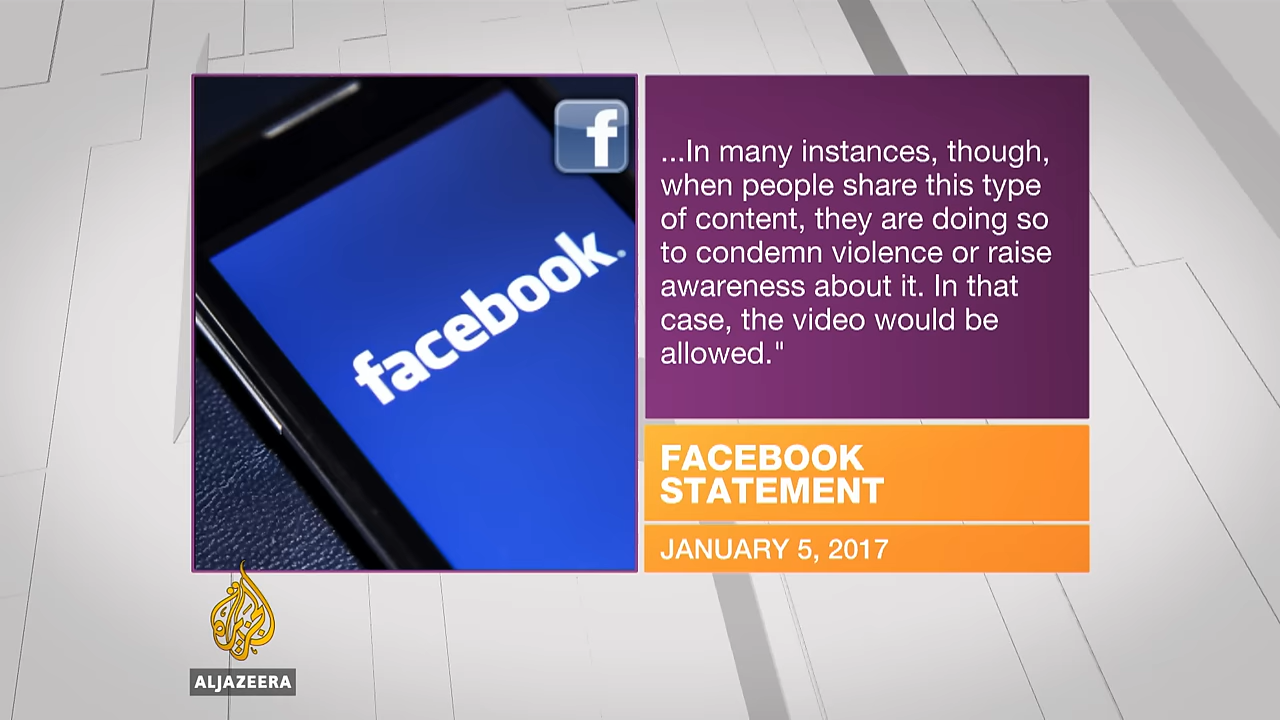 f
facebook.
...In many instances, though,
when people share this type
of content, they are doing so
to condemn violence or raise
awareness about it. In that
case, the video would be
allowed."
FACEBOOK
STATEMENT
JANUARY 5, 2017
الجزيرة
ALJAZEERA